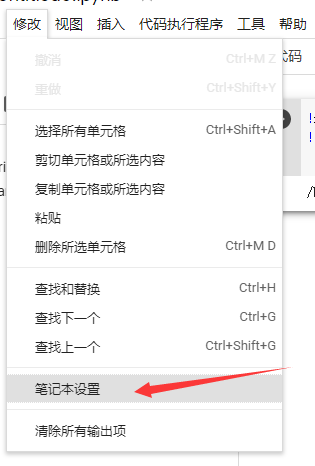 修改 视图 插入 代码执行程序 工具 帮助
撤消 Ctrl+M Z
代码
重做 Ctrl+Shift+Y
选择所有单元格 Ctrl+Shift+A
剪切单元格或所选内容
复制单元格或所选内容
粘贴
删除所选单元格 Ctrl+M D
查找和替换 Ctrl+H
查找下一个 Ctrl+G
查找上一个 Ctrl+Shift+G
笔记本设置
清除所有输出项